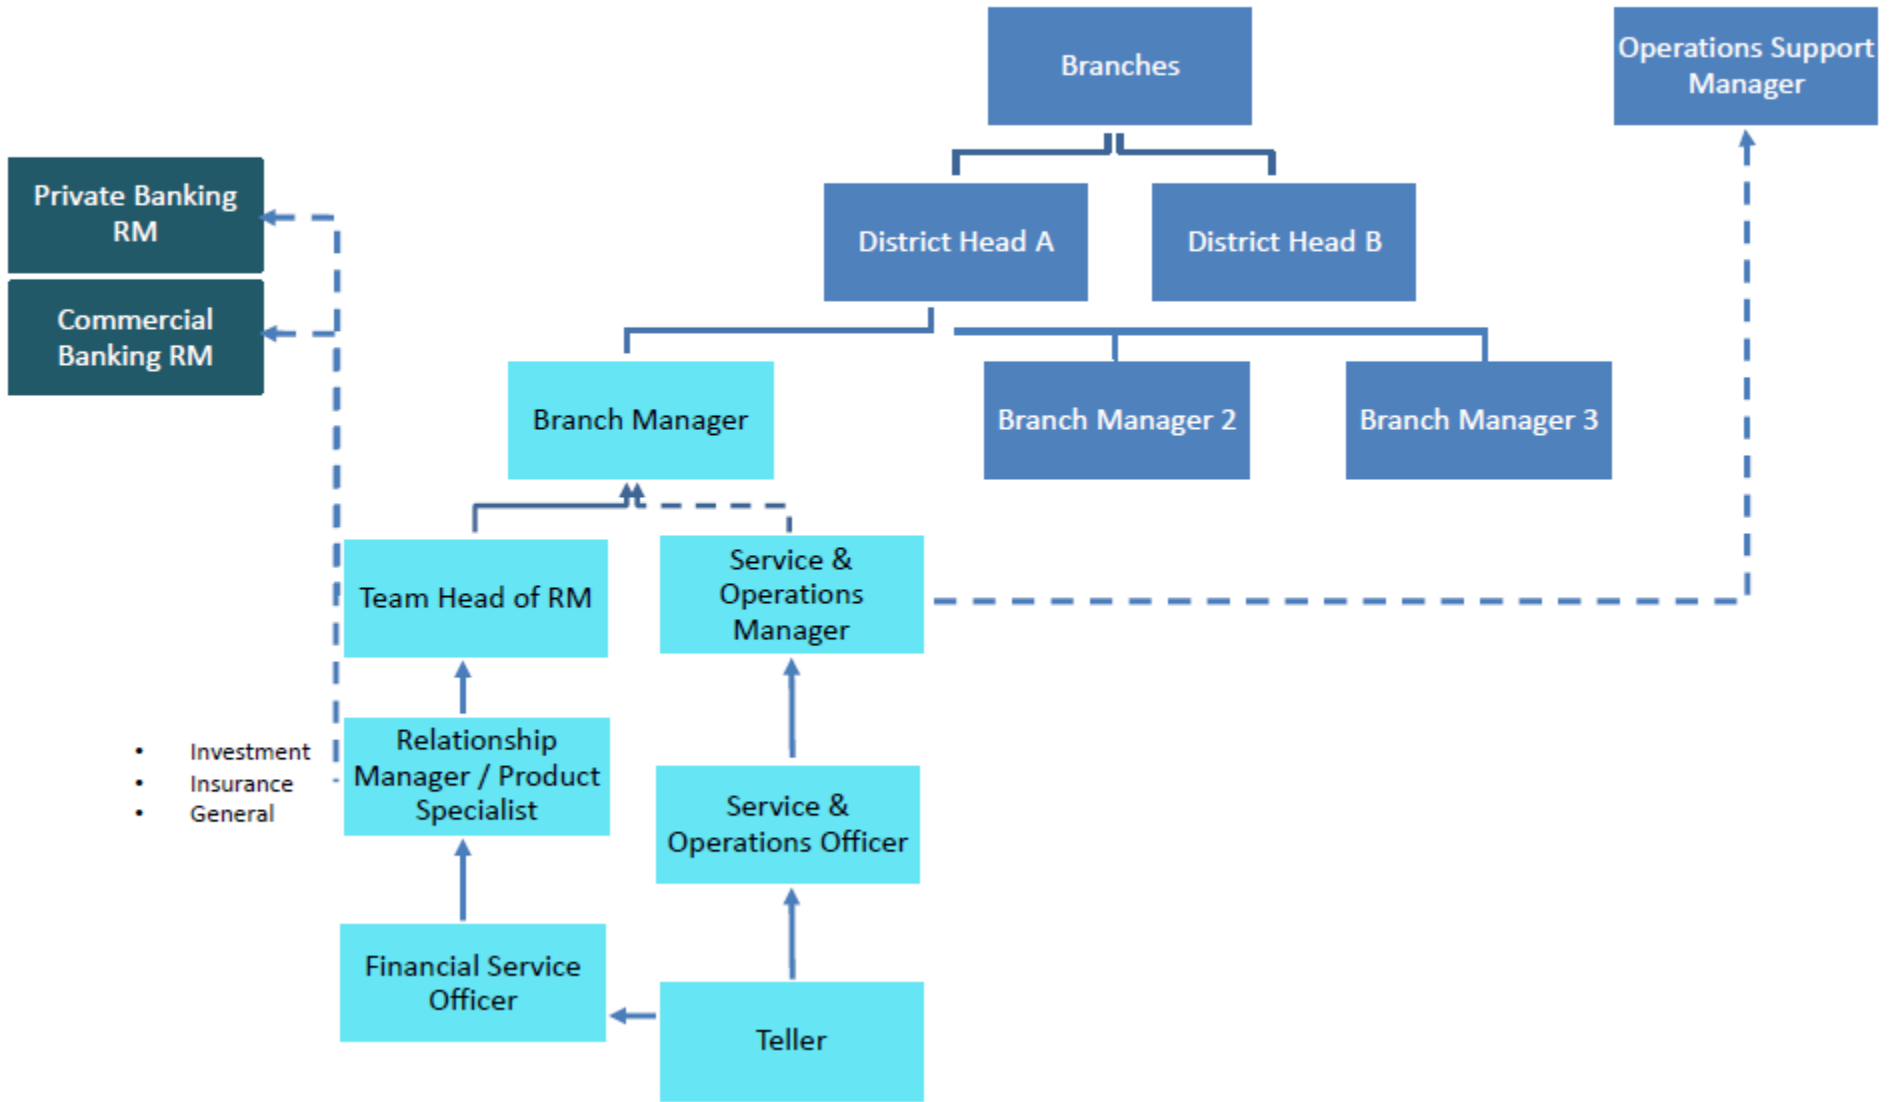 Branches
Operations Support
Manager
Private Banking
RM
District Head A
District Head B
Commercial
Banking RM
Branch Manager
Branch Manager 2
Branch Manager 3
Team Head of RM
Service &
Operations
Manager
• Investment
• Insurance
• General
Relationship
Manager / Product
Specialist
Service &
Operations Officer
Financial Service
Officer
Teller